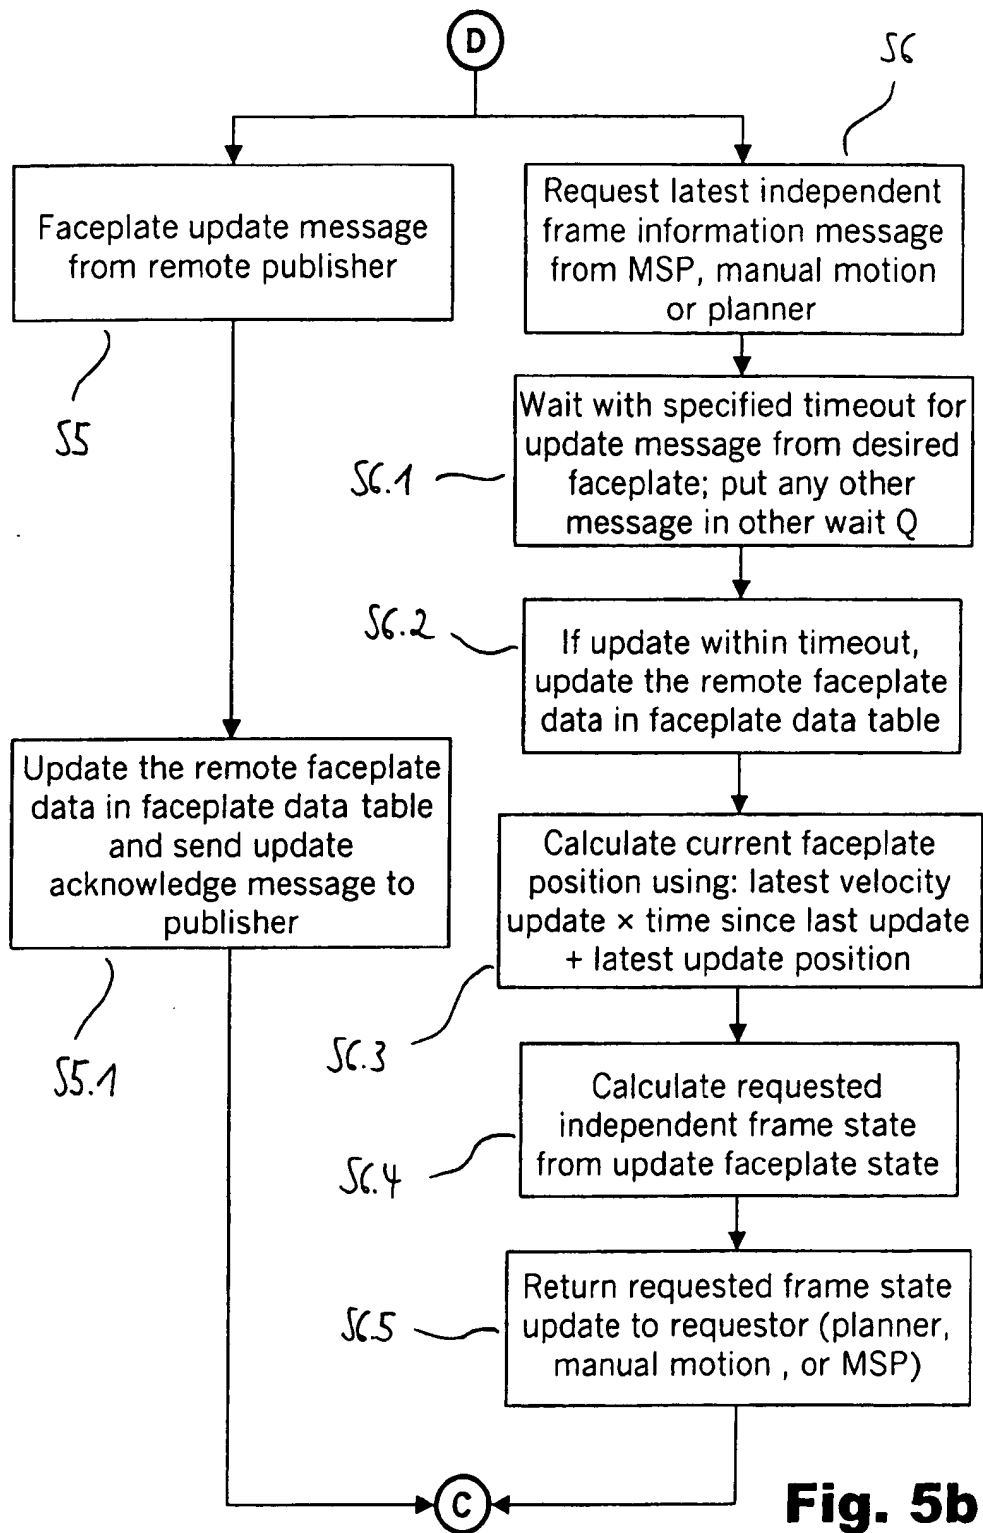 D
S6
Faceplate update message
from remote publisher
S5
Request latest independent
frame information message
from MSP, manual motion
or planner
Wait with specified timeout for
update message from desired
faceplate; put any other
message in other wait Q
S6.1
S6.2
If update within timeout,
update the remote faceplate
data in faceplate data table
Update the remote faceplate
data in faceplate data table
and send update
acknowledge message to
publisher
S5.1
Calculate current faceplate
position using: latest velocity
update × time since last update
+ latest update position
S6.3
Calculate requested
independent frame state
from update faceplate state
S6.4
Return requested frame state
update to requestor (planner,
manual motion , or MSP)
S6.5
C
Fig. 5b